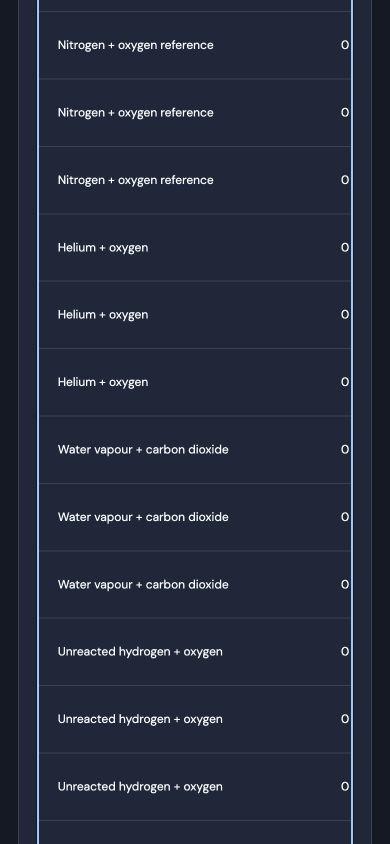 Nitrogen + oxygen reference 0
Nitrogen + oxygen reference 0
Nitrogen + oxygen reference 0
Helium + oxygen 0
Helium + oxygen 0
Helium + oxygen 0
Water vapour + carbon dioxide 0
Water vapour + carbon dioxide 0
Water vapour + carbon dioxide 0
Unreacted hydrogen + oxygen 0
Unreacted hydrogen + oxygen 0
Unreacted hydrogen + oxygen 0